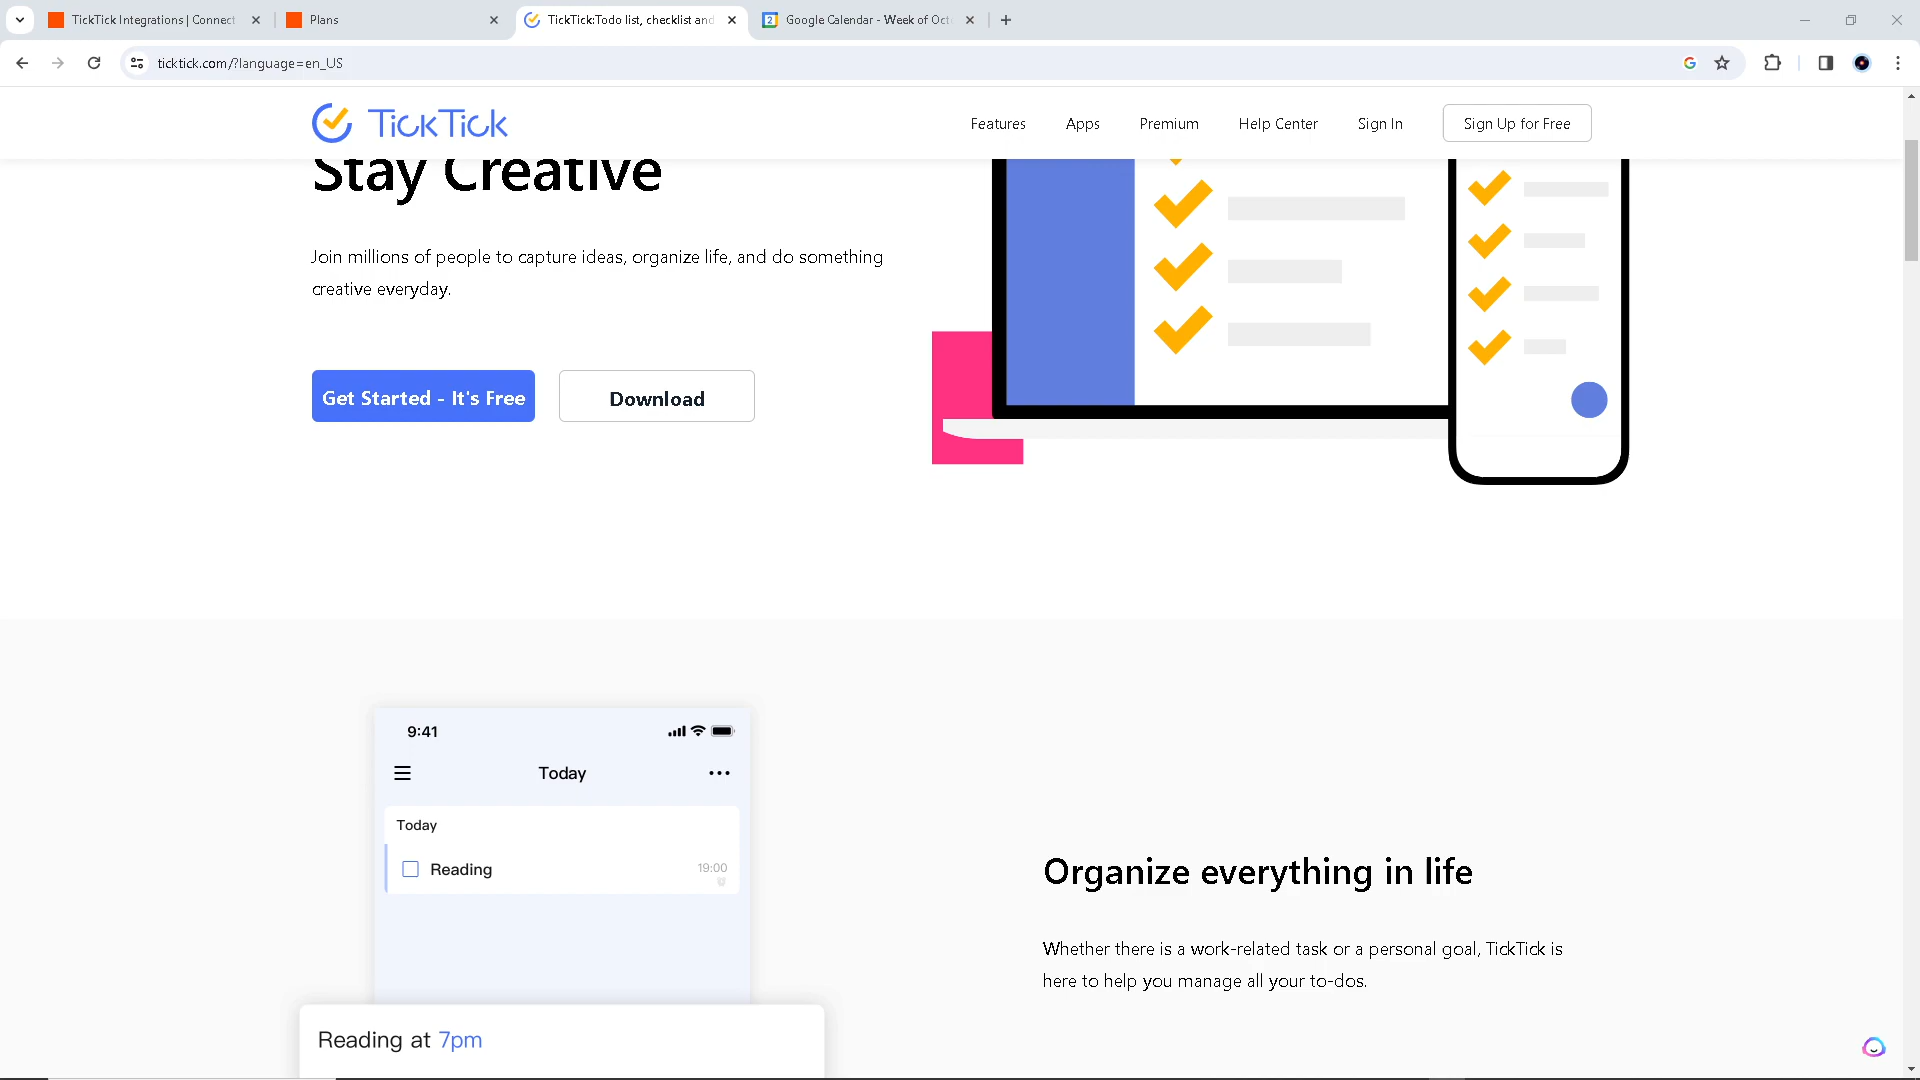 TickTick Integrations | Connect
Plans
TickTick:Todo list, checklist and
Google Calendar - Week of Octo
ticktick.com/?language=en_US
TickTick
Features
Apps
Premium
Help Center
Sign In
Sign Up for Free
Stay Creative
Join millions of people to capture ideas, organize life, and do something
creative everyday.
Get Started - It's Free
Download
9:41
Today
Today
Reading
19:00
Organize everything in life
Whether there is a work-related task or a personal goal, TickTick is
here to help you manage all your to-dos.
Reading at 7pm